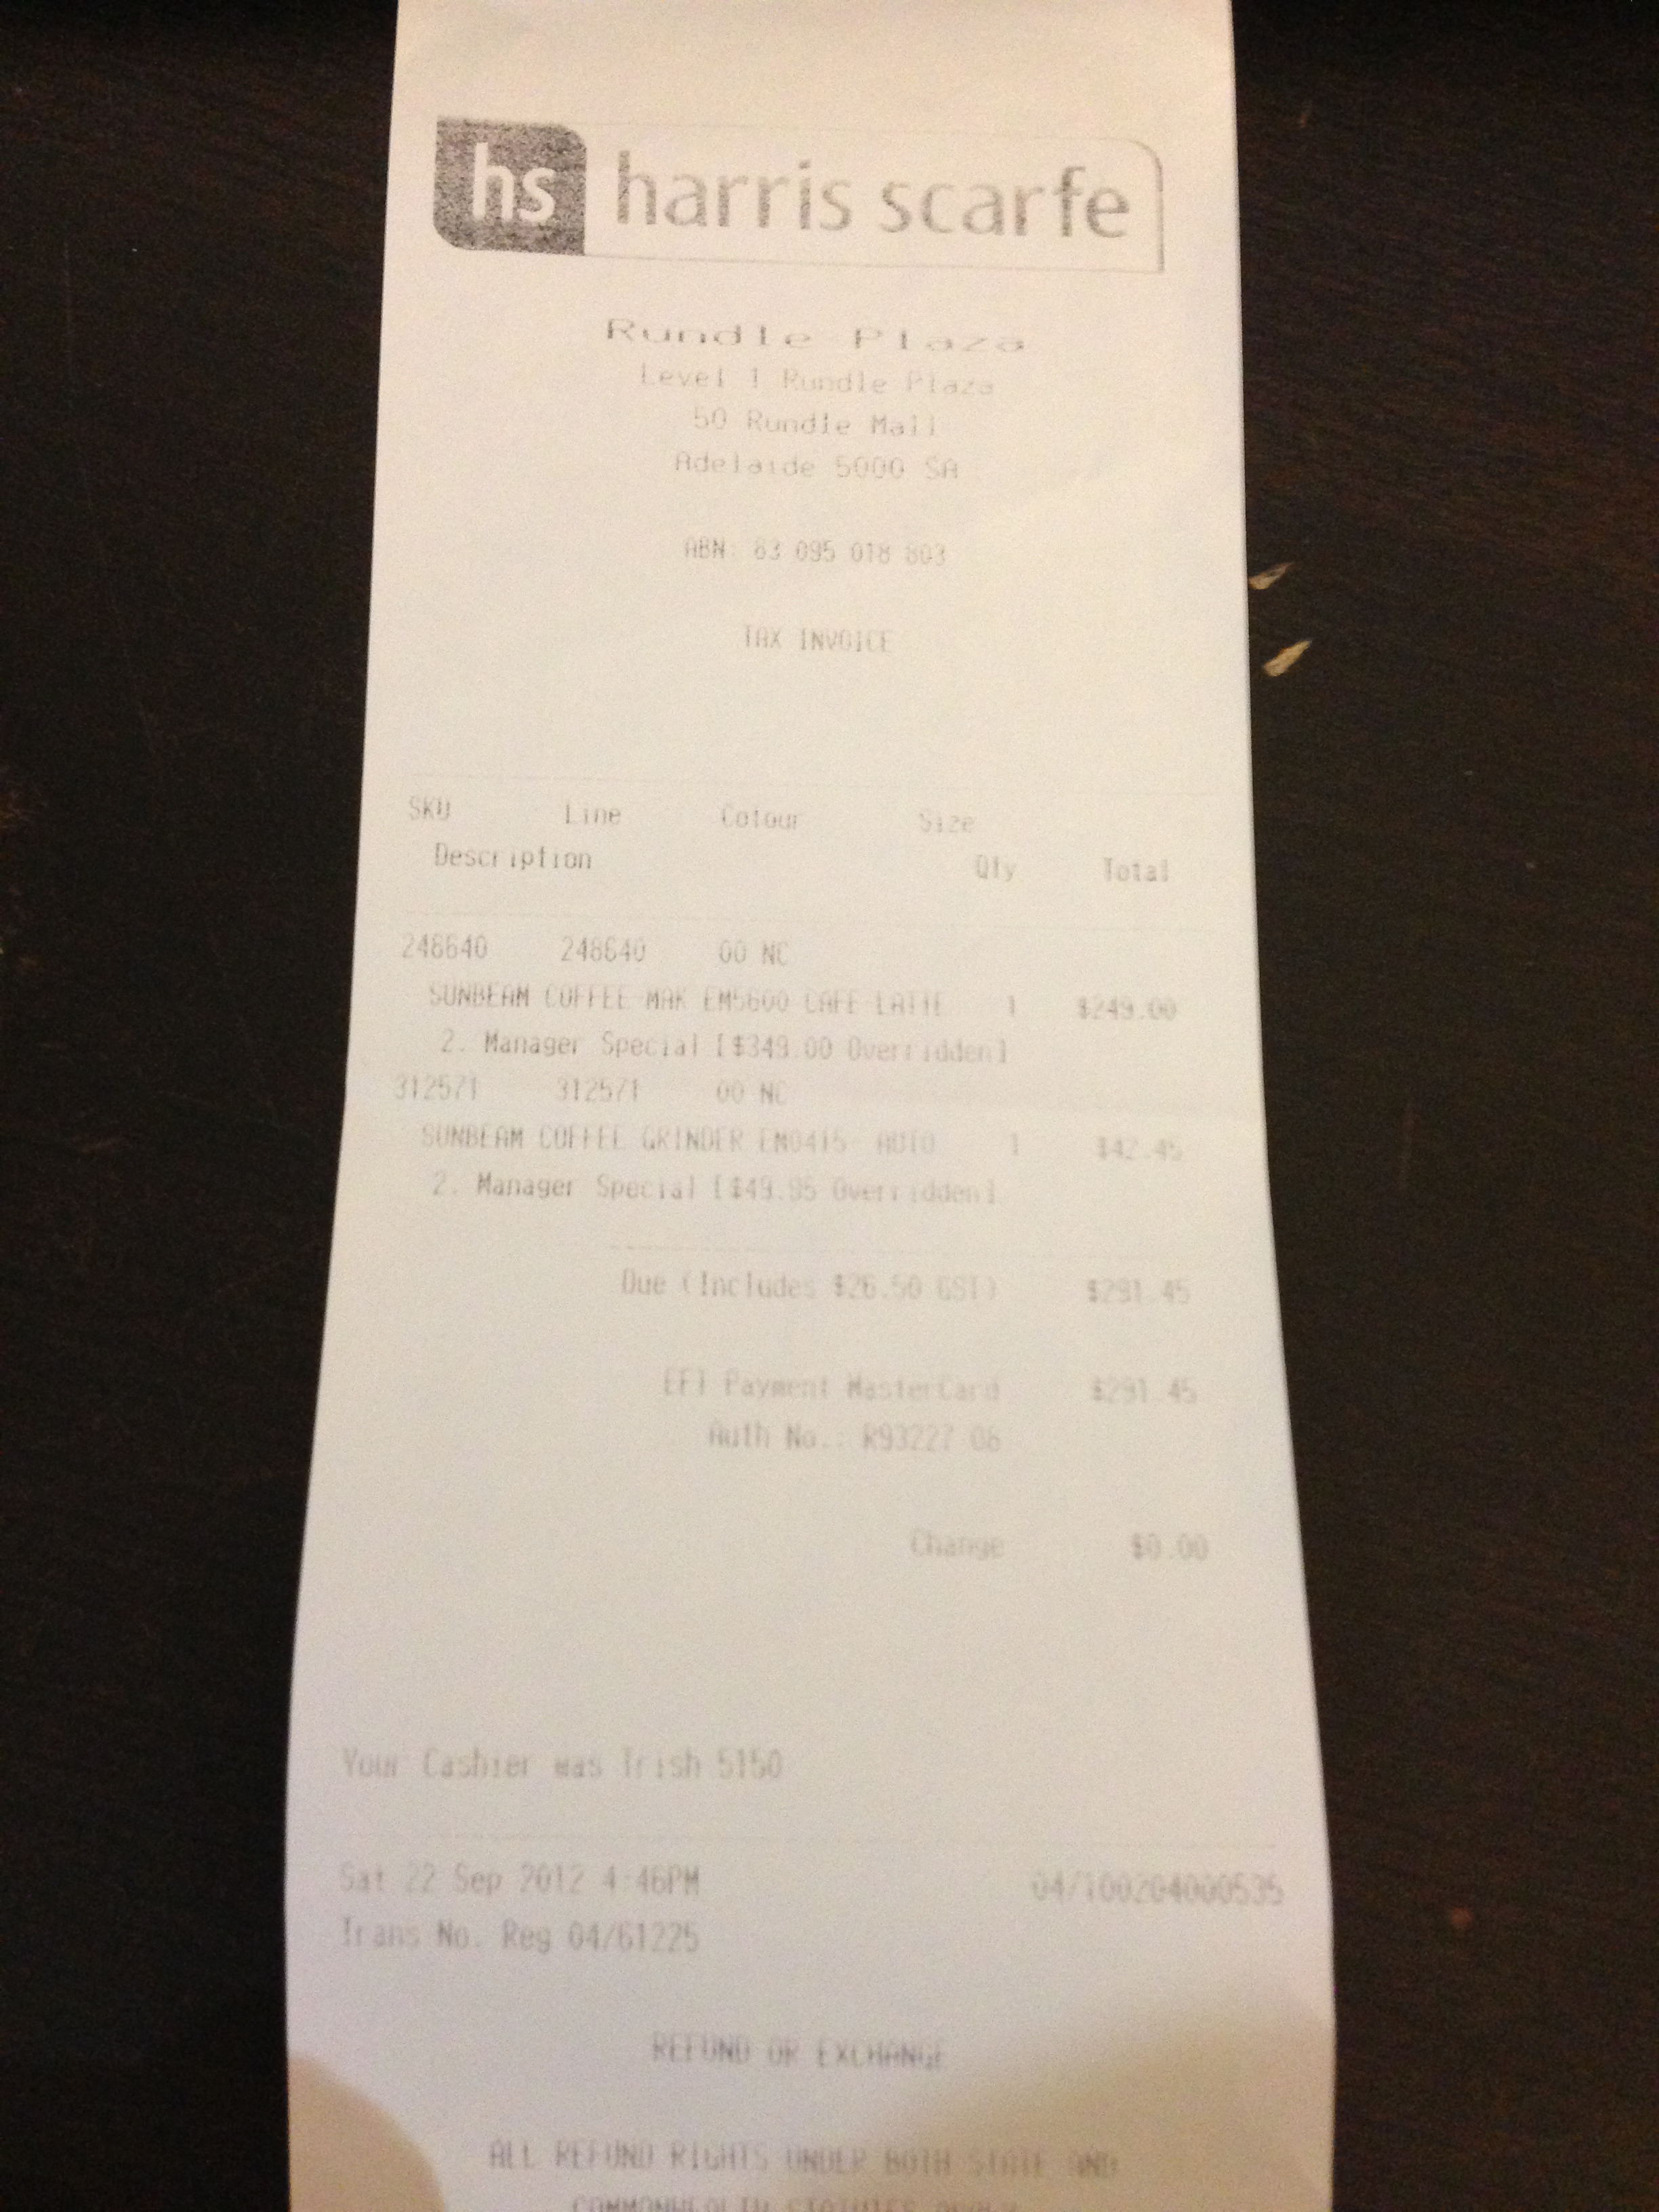 hs harris scarfe
Rundle Plaza
Level 1 Rundle Plaza
50 Rundle Mall
Adelaide 5000 SA
ABN: 83 095 018 803
TAX INVOICE
SKU Line Colour Size
Description Qty Total
248640 248640 00 NC
SUNBEAM COFFEE MAK EM5600 CAFE LATTE 1 $249.00
2. Manager Special [$349.00 Overridden]
312571 312571 00 NC
SUNBEAM COFFEE GRINDER EM0415 AUTO 1 $42.45
2. Manager Special [$49.95 Overridden]
Due (Includes $26.50 GST) $291.45
EFT Payment MasterCard $291.45
Auth No.: R93227 06
Change $0.00
Your Cashier was Trish 5150
Sat 22 Sep 2012 4:46PM 04/100204000535
Trans No. Reg 04/61225
REFUND OR EXCHANGE
ALL REFUND RIGHTS UNDER BOTH STATE AND
COMMONWEALTH STATUTES